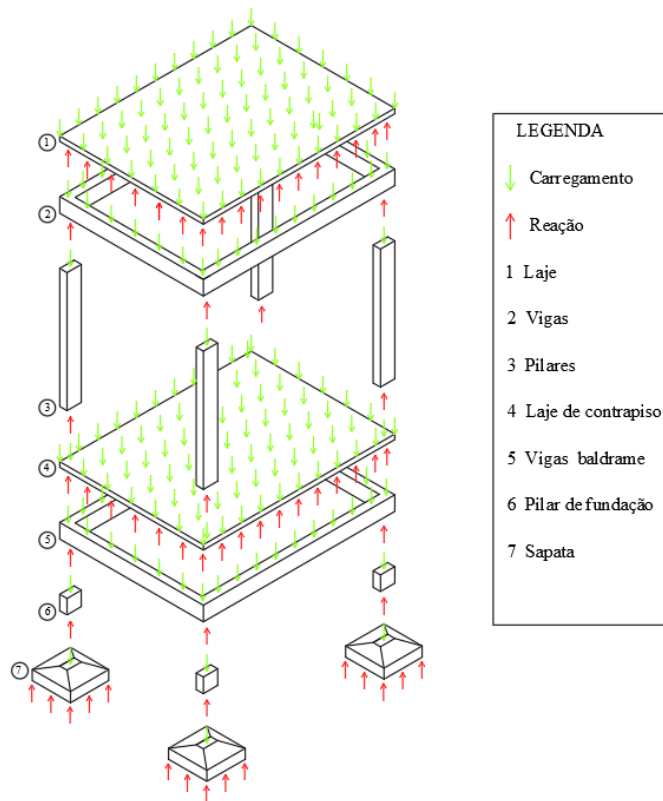 1
2
3
4
5
6
7
LEGENDA
Carregamento
Reação
1 Laje
2 Vigas
3 Pilares
4 Laje de contrapiso
5 Vigas baldrame
6 Pilar de fundação
7 Sapata